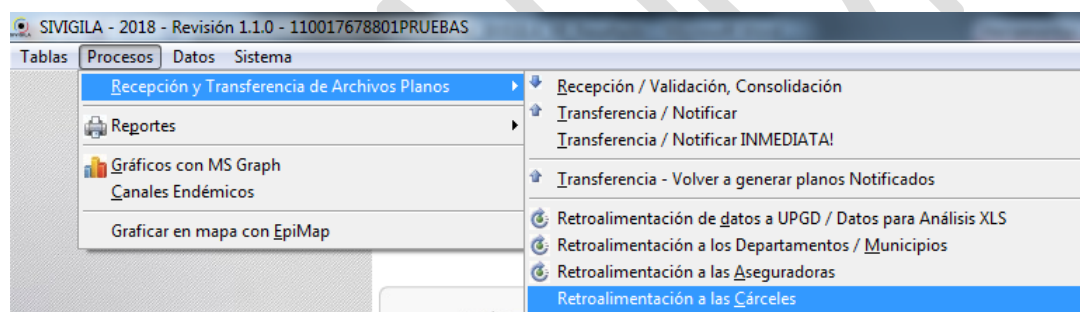 SIVIGILA - 2018 - Revisión 1.1.0 - 110017678801PRUEBAS
Tablas Procesos Datos Sistema
Recepción y Transferencia de Archivos Planos
Reportes
Gráficos con MS Graph
Canales Endémicos
Graficar en mapa con EpiMap
Recepción / Validación, Consolidación
Transferencia / Notificar
Transferencia / Notificar INMEDIATA!
Transferencia - Volver a generar planos Notificados
Retroalimentación de datos a UPGD / Datos para Análisis XLS
Retroalimentación a los Departamentos / Municipios
Retroalimentación a las Aseguradoras
Retroalimentación a las Cárceles